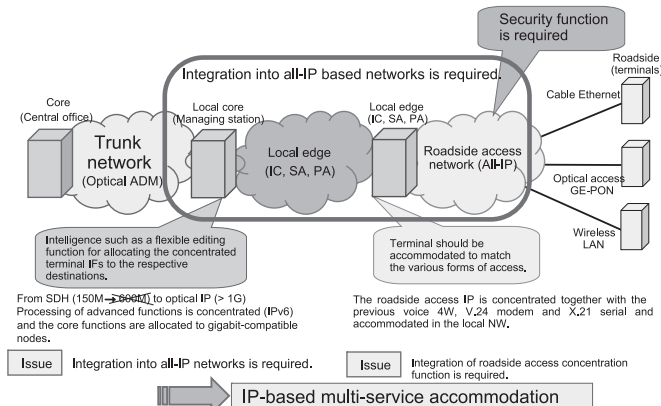 Security function
is required
Integration into all-IP based networks is required.
Roadside
(terminals)
Core
(Central office)
Local core
(Managing station)
Local edge
(IC, SA, PA)
Cable Ethernet
Trunk
network
(Optical ADM)
Local edge
(IC, SA, PA)
Roadside access
network (All-IP)
Optical access
GE-PON
Wireless
LAN
Intelligence such as a flexible editing
function for allocating the concentrated
terminal IFs to the respective
destinations.
Terminal should be
accommodated to match
the various forms of access.
From SDH (150M → 600M) to optical IP (> 1G)
Processing of advanced functions is concentrated (IPv6)
and the core functions are allocated to gigabit-compatible
nodes.
The roadside access IP is concentrated together with the
previous voice 4W, V.24 modem and X.21 serial and
accommodated in the local NW.
Issue Integration into all-IP networks is required.
Issue Integration of roadside access concentration
function is required.
IP-based multi-service accommodation